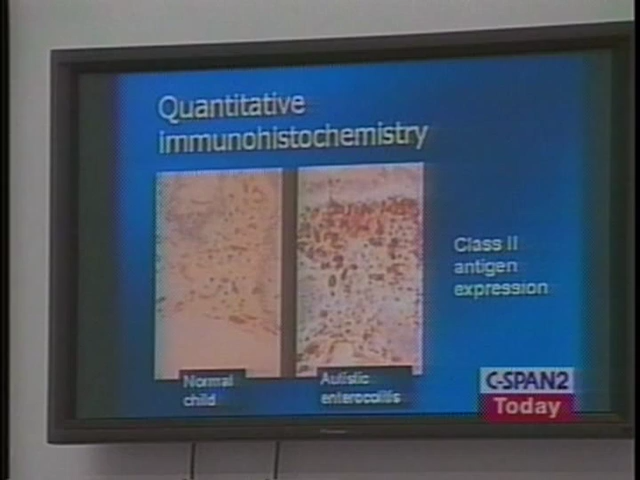 Quantitative
immunohistochemistry
Class II
antigen
expression
Normal
child
Autistic
enterocolitis
C-SPAN2
Today